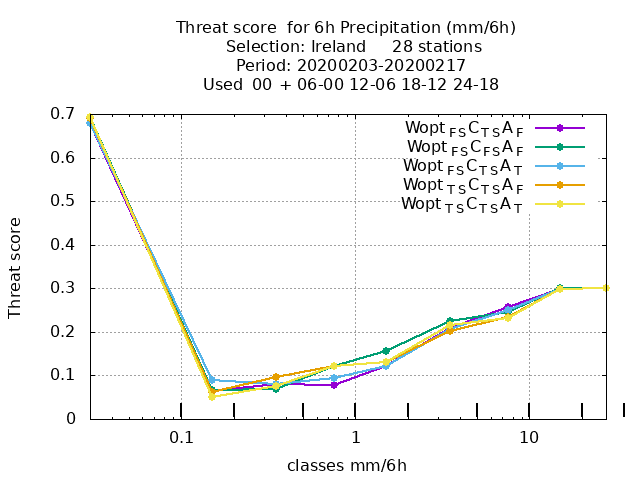 Threat score  for 6h Precipitation (mm/6h)
Selection: Ireland     28 stations
Period: 20200203-20200217
Used  00  + 06-00 12-06 18-12 24-18
Wopt FS C TS A F
Wopt FS C FS A F
Wopt FS C TS A T
Wopt TS C TS A F
Wopt TS C TS A T
0.7
0.6
0.5
0.4
0.3
0.2
0.1
0
Threat score
0.1 1 10
classes mm/6h